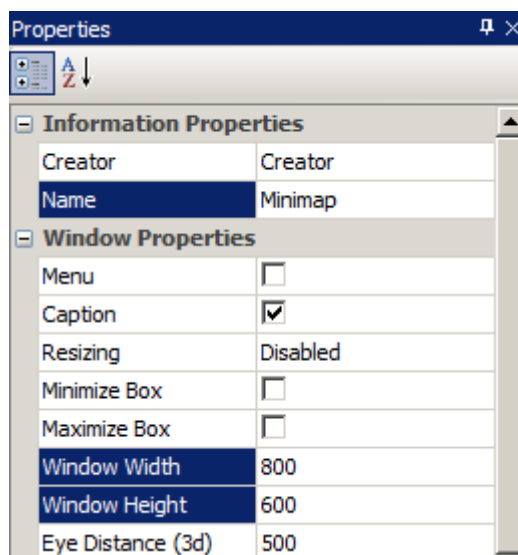 Properties
A
Z
Information Properties
Creator Creator
Name Minimap
Window Properties
Menu
Caption
Resizing Disabled
Minimize Box
Maximize Box
Window Width 800
Window Height 600
Eye Distance (3d) 500